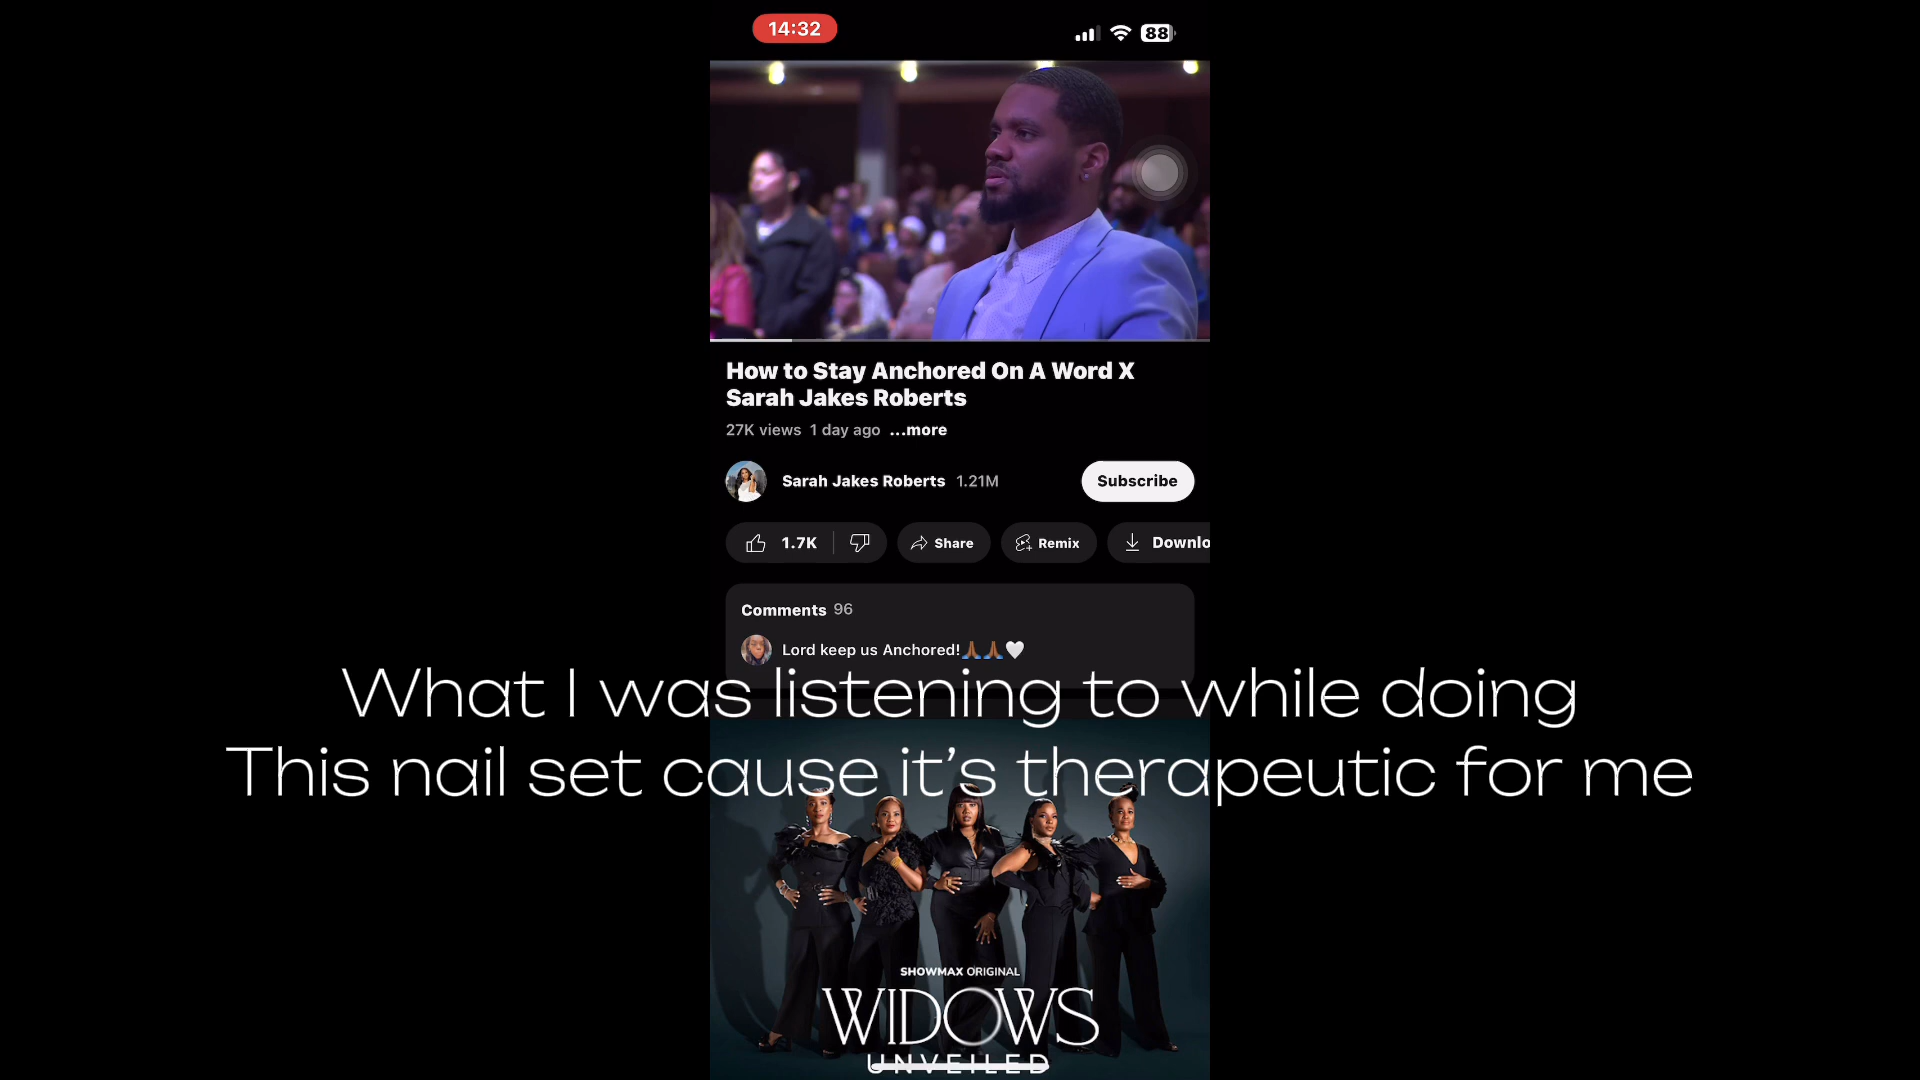 14:32
88
How to Stay Anchored On A Word X
Sarah Jakes Roberts
27K views 1 day ago ...more
Sarah Jakes Roberts 1.21M
Subscribe
1.7K
Share
Remix
Downlo
Comments 96
Lord keep us Anchored!🙏🏾🙏🏾🤍
What I was listening to while doing
This nail set cause it’s therapeutic for me
SHOWMAX ORIGINAL
WIDOWS
UNVEILED